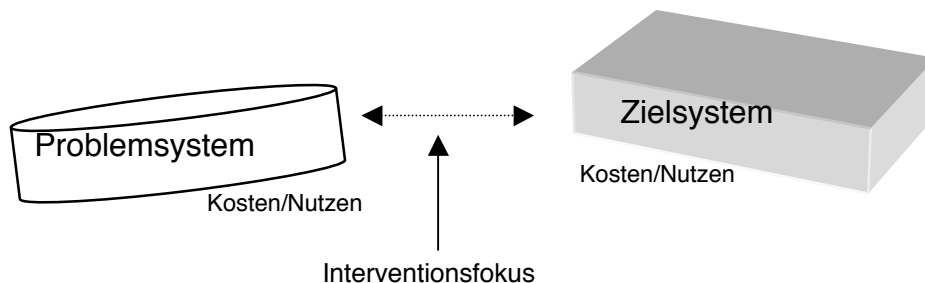 Problemsystem
Kosten/Nutzen
Zielsystem
Kosten/Nutzen
Interventionsfokus